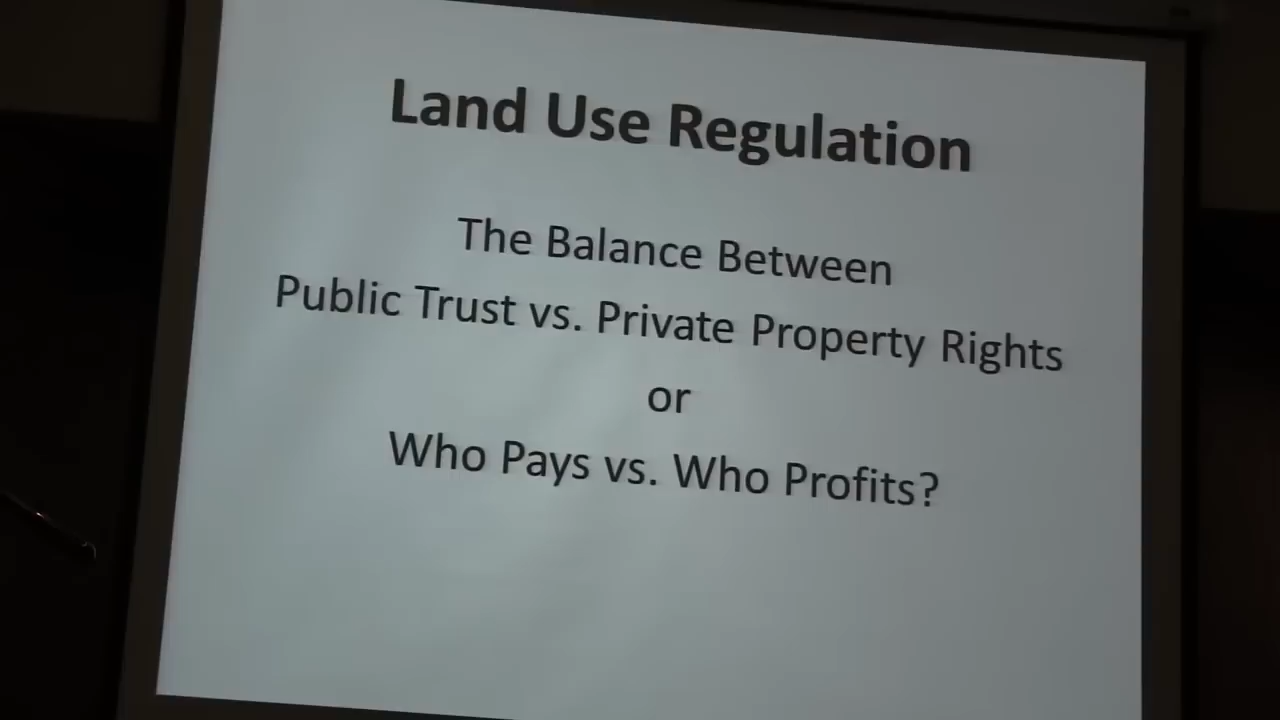 Land Use Regulation
The Balance Between
Public Trust vs. Private Property Rights
or
Who Pays vs. Who Profits?